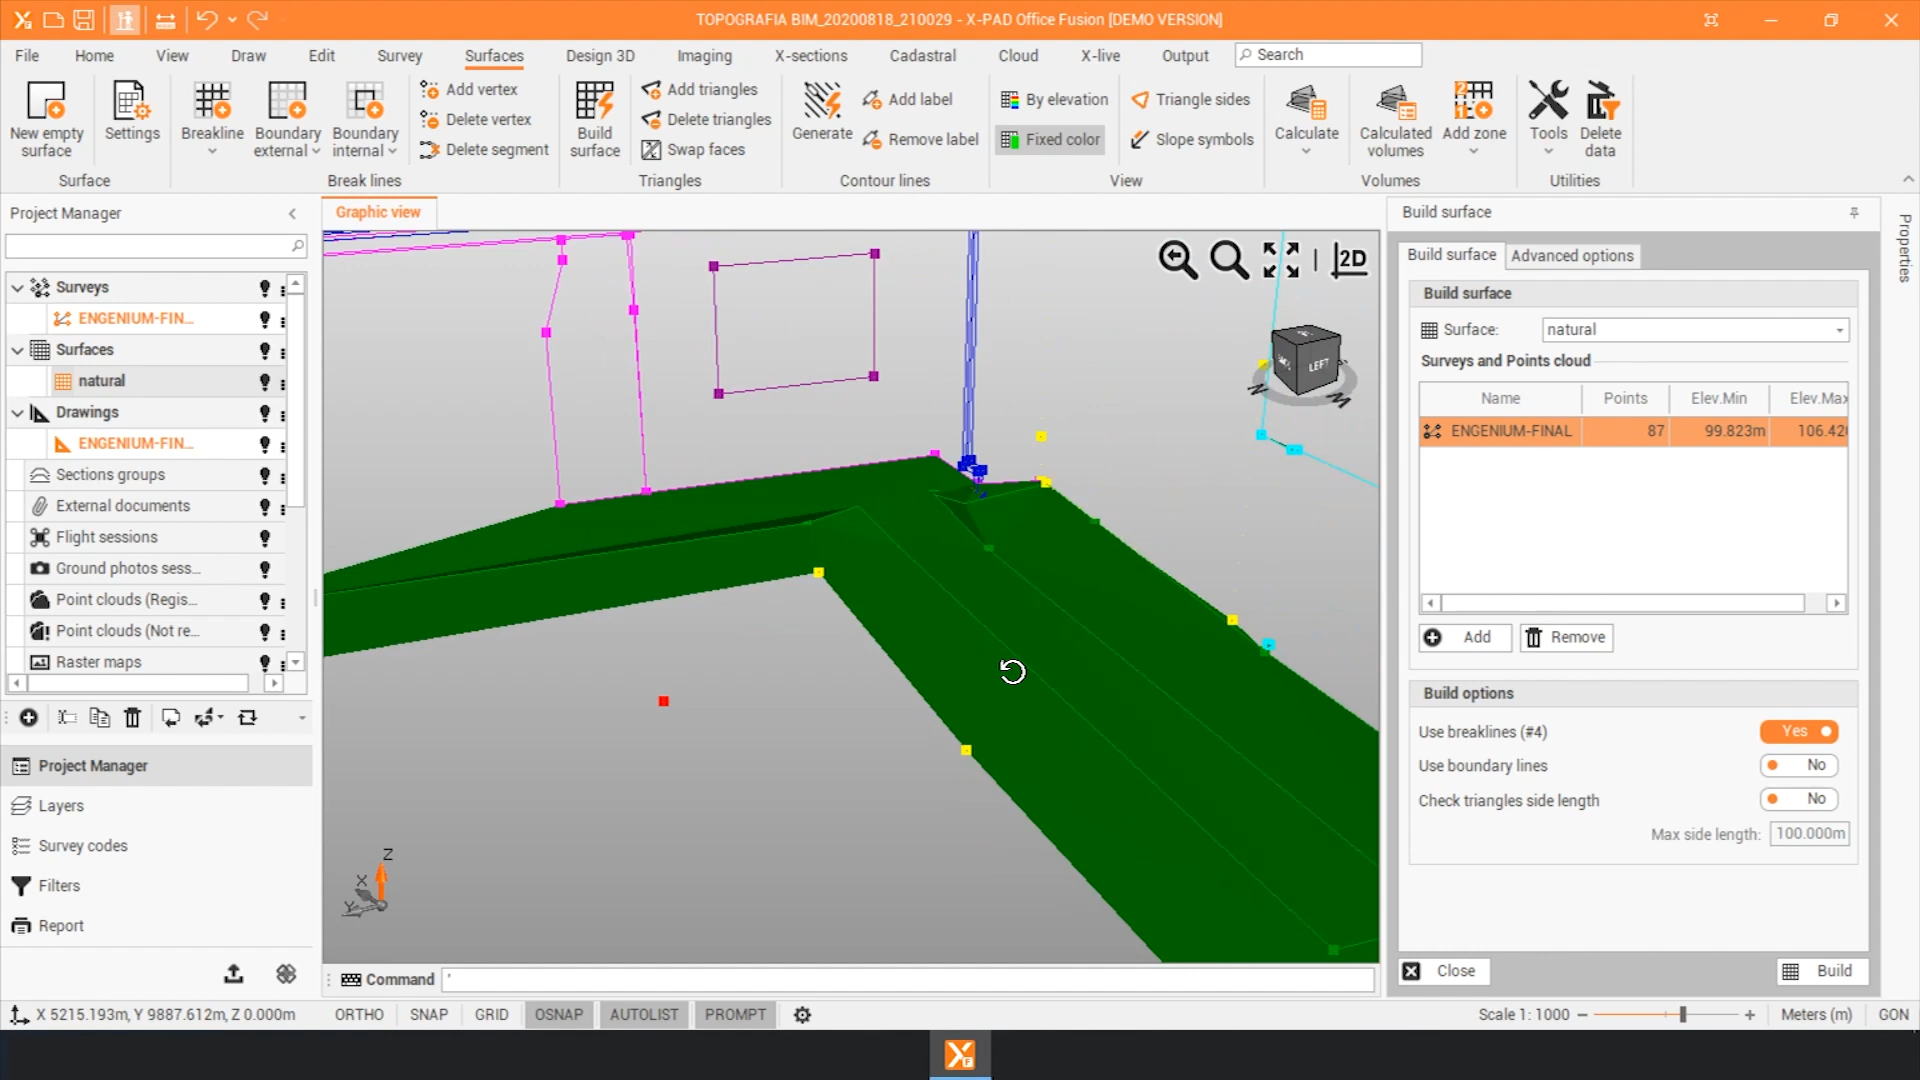 TOPOGRAFIA BIM_20200818_210029 - X-PAD Office Fusion [DEMO VERSION]
File Home View Draw Edit Survey Surfaces Design 3D Imaging X-sections Cadastral Cloud X-live Output Search
New empty surface
Settings
Breakline
Boundary external
Boundary internal
Add vertex
Delete vertex
Delete segment
Build surface
Add triangles
Delete triangles
Swap faces
Generate
Add label
Remove label
By elevation
Fixed color
Triangle sides
Slope symbols
Calculate
Calculated volumes
Add zone
Tools
Delete data
Surface Break lines Triangles Contour lines View Volumes Utilities
Project Manager
Surveys
ENGENIUM-FIN...
Surfaces
natural
Drawings
ENGENIUM-FIN...
Sections groups
External documents
Flight sessions
Ground photos sess...
Point clouds (Regis...
Point clouds (Not re...
Raster maps
Project Manager
Layers
Survey codes
Filters
Report
Graphic view
2D
LEFT
Z
X
Y
Command '
Build surface
Properties
Build surface Advanced options
Build surface
Surface: natural
Surveys and Points cloud
Name Points Elev.Min Elev.Max
ENGENIUM-FINAL 87 99.823m 106.42
Add Remove
Build options
Use breaklines (#4) Yes
Use boundary lines No
Check triangles side length No
Max side length: 100.000m
Close Build
X 5215.193m, Y 9887.612m, Z 0.000m ORTHO SNAP GRID OSNAP AUTOLIST PROMPT Scale 1: 1000 Meters (m) GON